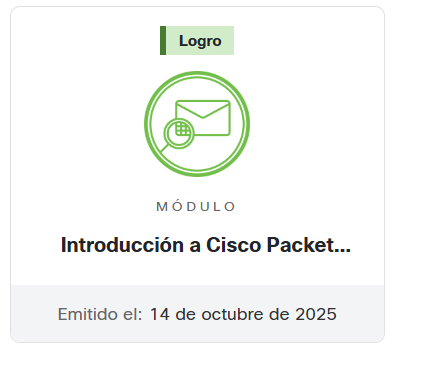 Logro
MÓDULO
Introducción a Cisco Packet...
Emitido el: 14 de octubre de 2025